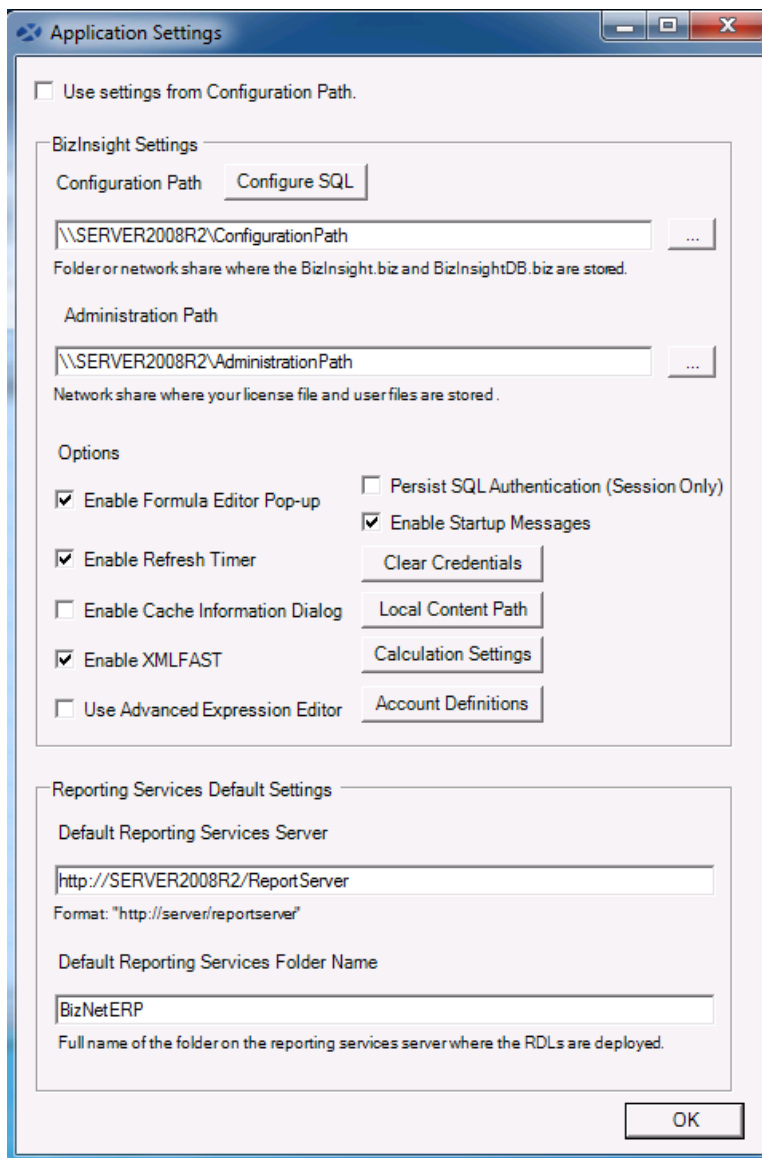 Application Settings
Use settings from Configuration Path.
BizInsight Settings
Configuration Path
Configure SQL
\\SERVER2008R2\ConfigurationPath
...
Folder or network share where the BizInsight.biz and BizInsightDB.biz are stored.
Administration Path
\\SERVER2008R2\AdministrationPath
...
Network share where your license file and user files are stored .
Options
Enable Formula Editor Pop-up
Persist SQL Authentication (Session Only)
Enable Startup Messages
Enable Refresh Timer
Clear Credentials
Enable Cache Information Dialog
Local Content Path
Enable XMLFAST
Calculation Settings
Use Advanced Expression Editor
Account Definitions
Reporting Services Default Settings
Default Reporting Services Server
http://SERVER2008R2/ReportServer
Format: "http://server/reportserver"
Default Reporting Services Folder Name
BizNetERP
Full name of the folder on the reporting services server where the RDLs are deployed.
OK